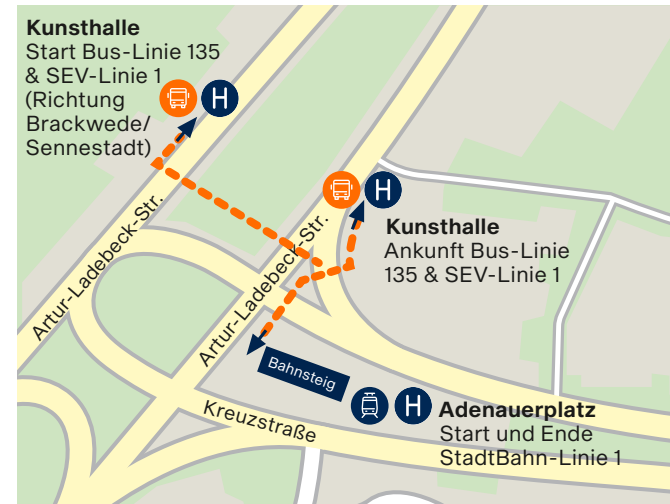 Kunsthalle
Start Bus-Linie 135
& SEV-Linie 1
(Richtung
Brackwede/
Sennestadt)
H
H
Kunsthalle
Ankunft Bus-Linie
135 & SEV-Linie 1
Artur-Ladebeck-Str.
Artur-Ladebeck-Str.
Bahnsteig
H
Adenauerplatz
Start und Ende
StadtBahn-Linie 1
Kreuzstraße